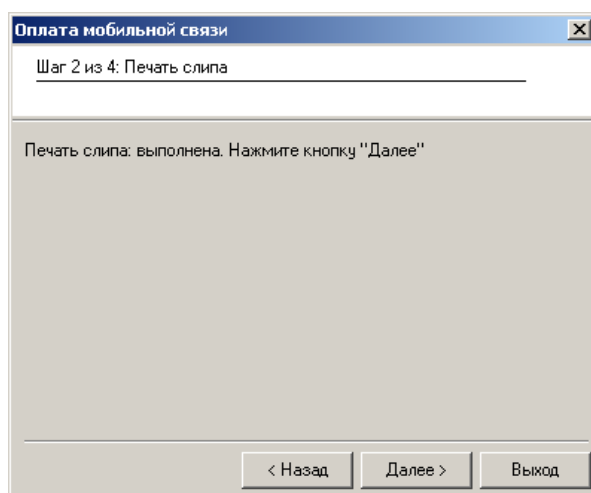 Оплата мобильной связи
Шаг 2 из 4: Печать слипа
Печать слипа: выполнена. Нажмите кнопку "Далее"
< Назад Далее > Выход